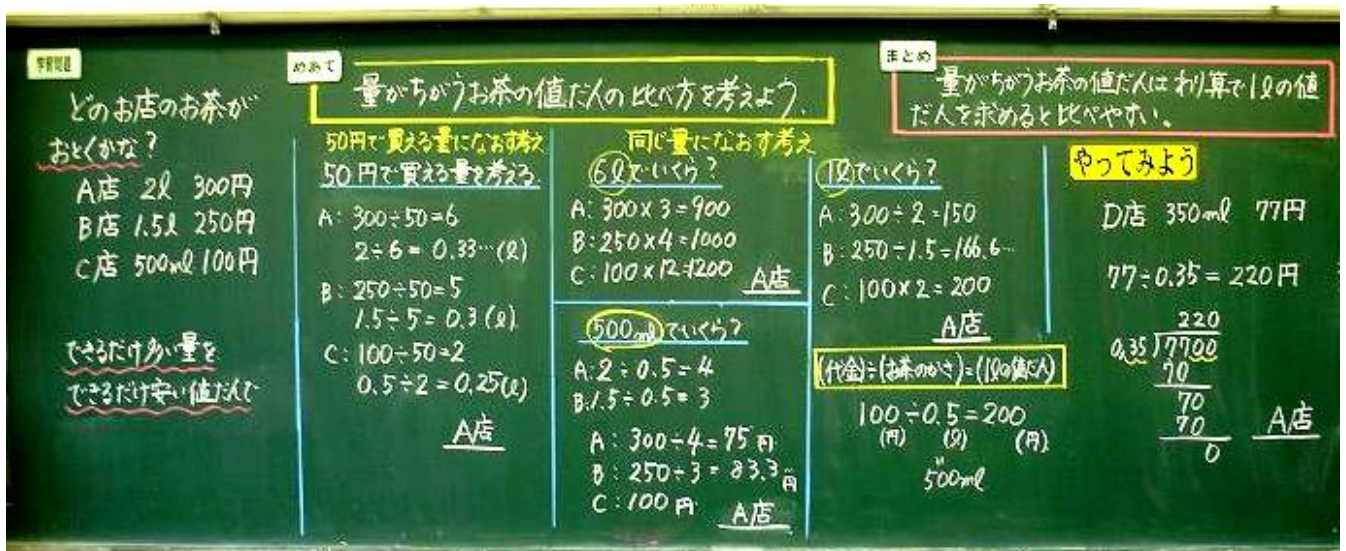 学習問題
どのお店のお茶が
おとくかな?
A店 2ℓ 300円
B店 1.5ℓ 250円
C店 500mℓ 100円
できるだけ多い量を
できるだけ安い値だんで
めあて
量がちがうお茶の値だんの比べ方を考えよう。
50円で買える量になおす考え
50円で買える量を考える
A: 300÷50=6
2÷6=0.33…(ℓ)
B: 250÷50=5
1.5÷5=0.3(ℓ)
C: 100÷50=2
0.5÷2=0.25(ℓ)
A店
同じ量になおす考え
6ℓでいくら?
A: 300×3=900
B: 250×4=1000
C: 100×12=1200
A店
500mℓでいくら?
A: 2÷0.5=4
B: 1.5÷0.5=3
A: 300÷4=75円
B: 250÷3=83.3…円
C: 100円
A店
1ℓでいくら?
A: 300÷2=150
B: 250÷1.5=166.6…
C: 100×2=200
A店
(代金)÷(お茶のかさ)=(1ℓの値だん)
100÷0.5=200
(円) (ℓ) (円)
〃
500mℓ
まとめ
量がちがうお茶の値だんはわり算で1ℓの値
だんを求めると比べやすい。
やってみよう
D店 350mℓ 77円
77÷0.35=220円
220
0.35)7700
70
70
70
0
A店